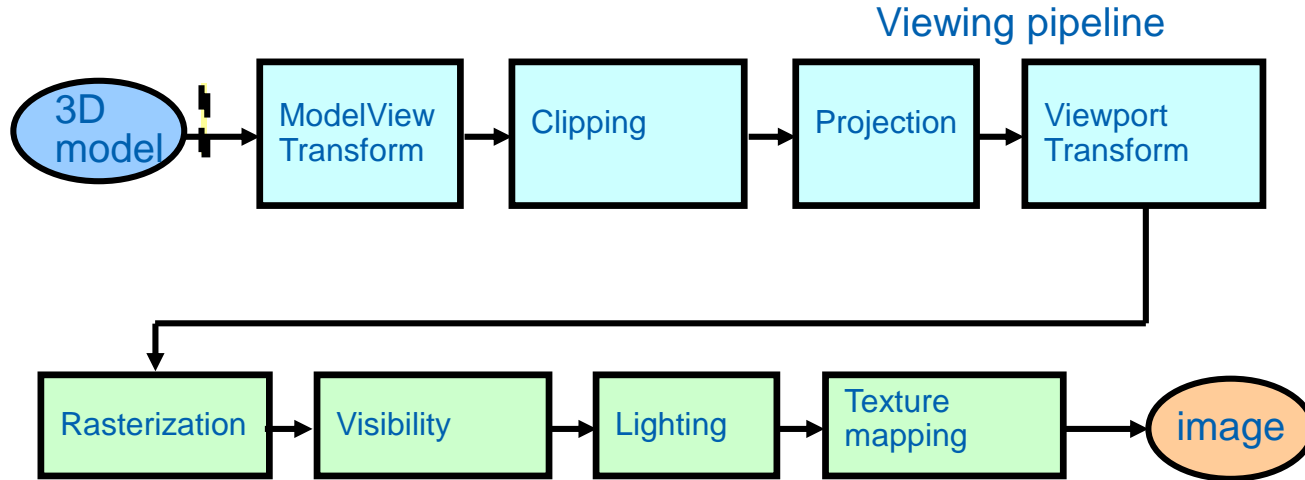 Viewing pipeline
3D
model
ModelView
Transform
Clipping
Projection
Viewport
Transform
Rasterization
Visibility
Lighting
Texture
mapping
image